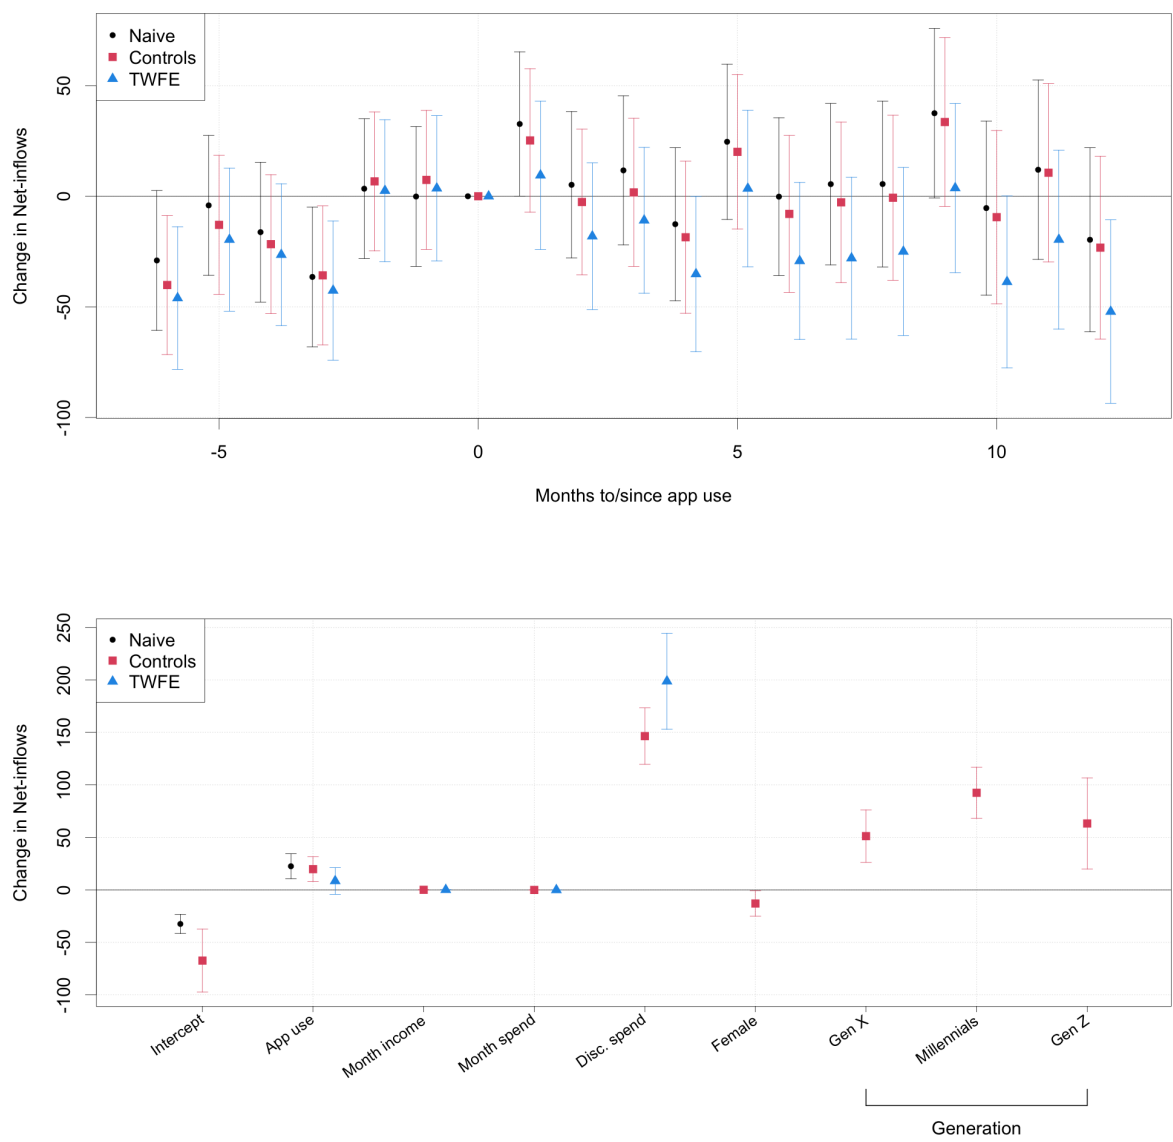 Naive
Controls
TWFE
Change in Net-inflows
50
0
-50
-100
-5
0
5
10
Months to/since app use
Naive
Controls
TWFE
Change in Net-inflows
250
200
150
100
50
0
-50
-100
Intercept
App use
Month income
Month spend
Disc. spend
Female
Gen X
Millennials
Gen Z
Generation